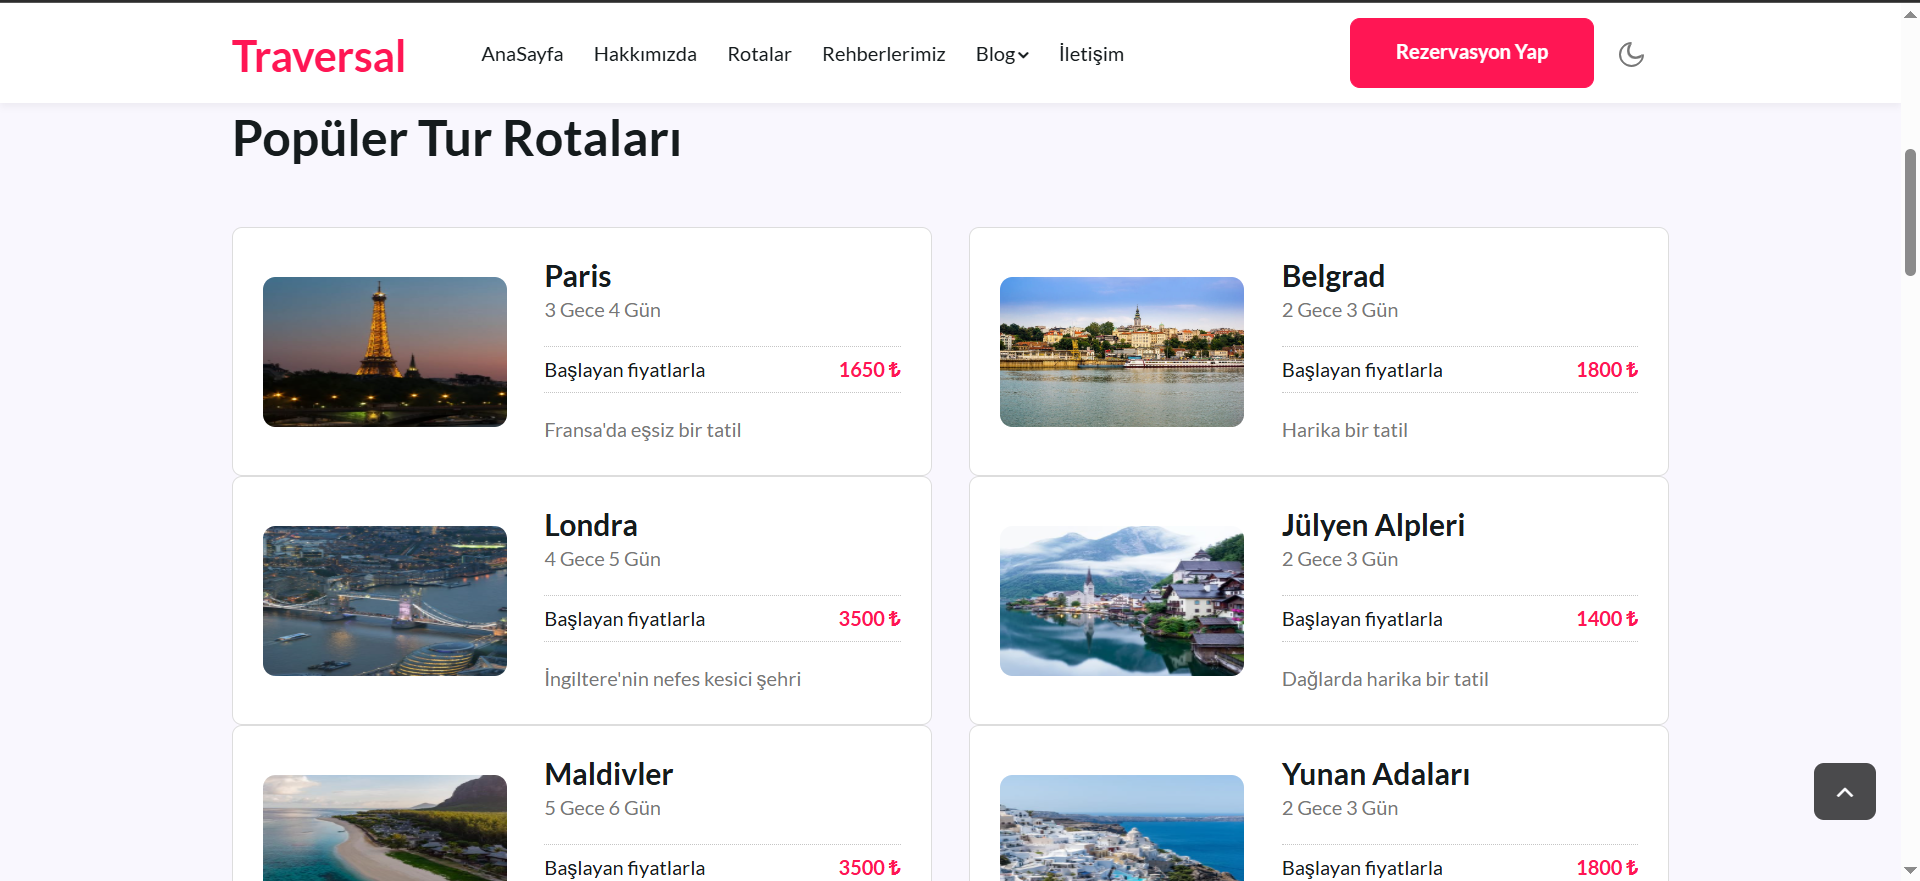 Traversal
AnaSayfa Hakkımızda Rotalar Rehberlerimiz Blog İletişim
Rezervasyon Yap
Popüler Tur Rotaları
Paris
3 Gece 4 Gün
Başlayan fiyatlarla 1650 ₺
Fransa'da eşsiz bir tatil
Belgrad
2 Gece 3 Gün
Başlayan fiyatlarla 1800 ₺
Harika bir tatil
Londra
4 Gece 5 Gün
Başlayan fiyatlarla 3500 ₺
İngiltere'nin nefes kesici şehri
Jülyen Alpleri
2 Gece 3 Gün
Başlayan fiyatlarla 1400 ₺
Dağlarda harika bir tatil
Maldivler
5 Gece 6 Gün
Başlayan fiyatlarla 3500 ₺
Yunan Adaları
2 Gece 3 Gün
Başlayan fiyatlarla 1800 ₺